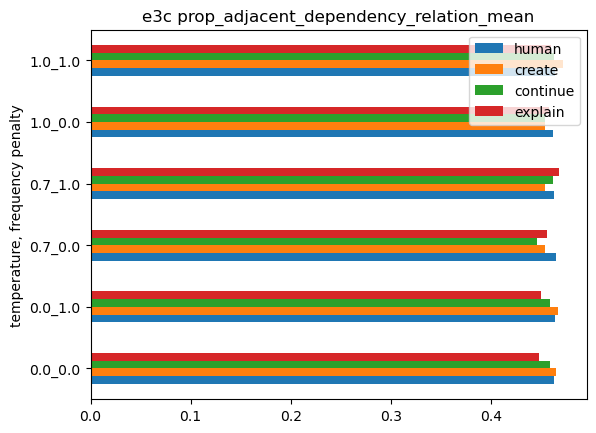 e3c prop_adjacent_dependency_relation_mean
human
create
continue
explain
temperature, frequency penalty
1.0_1.0
1.0_0.0
0.7_1.0
0.7_0.0
0.0_1.0
0.0_0.0
0.0 0.1 0.2 0.3 0.4